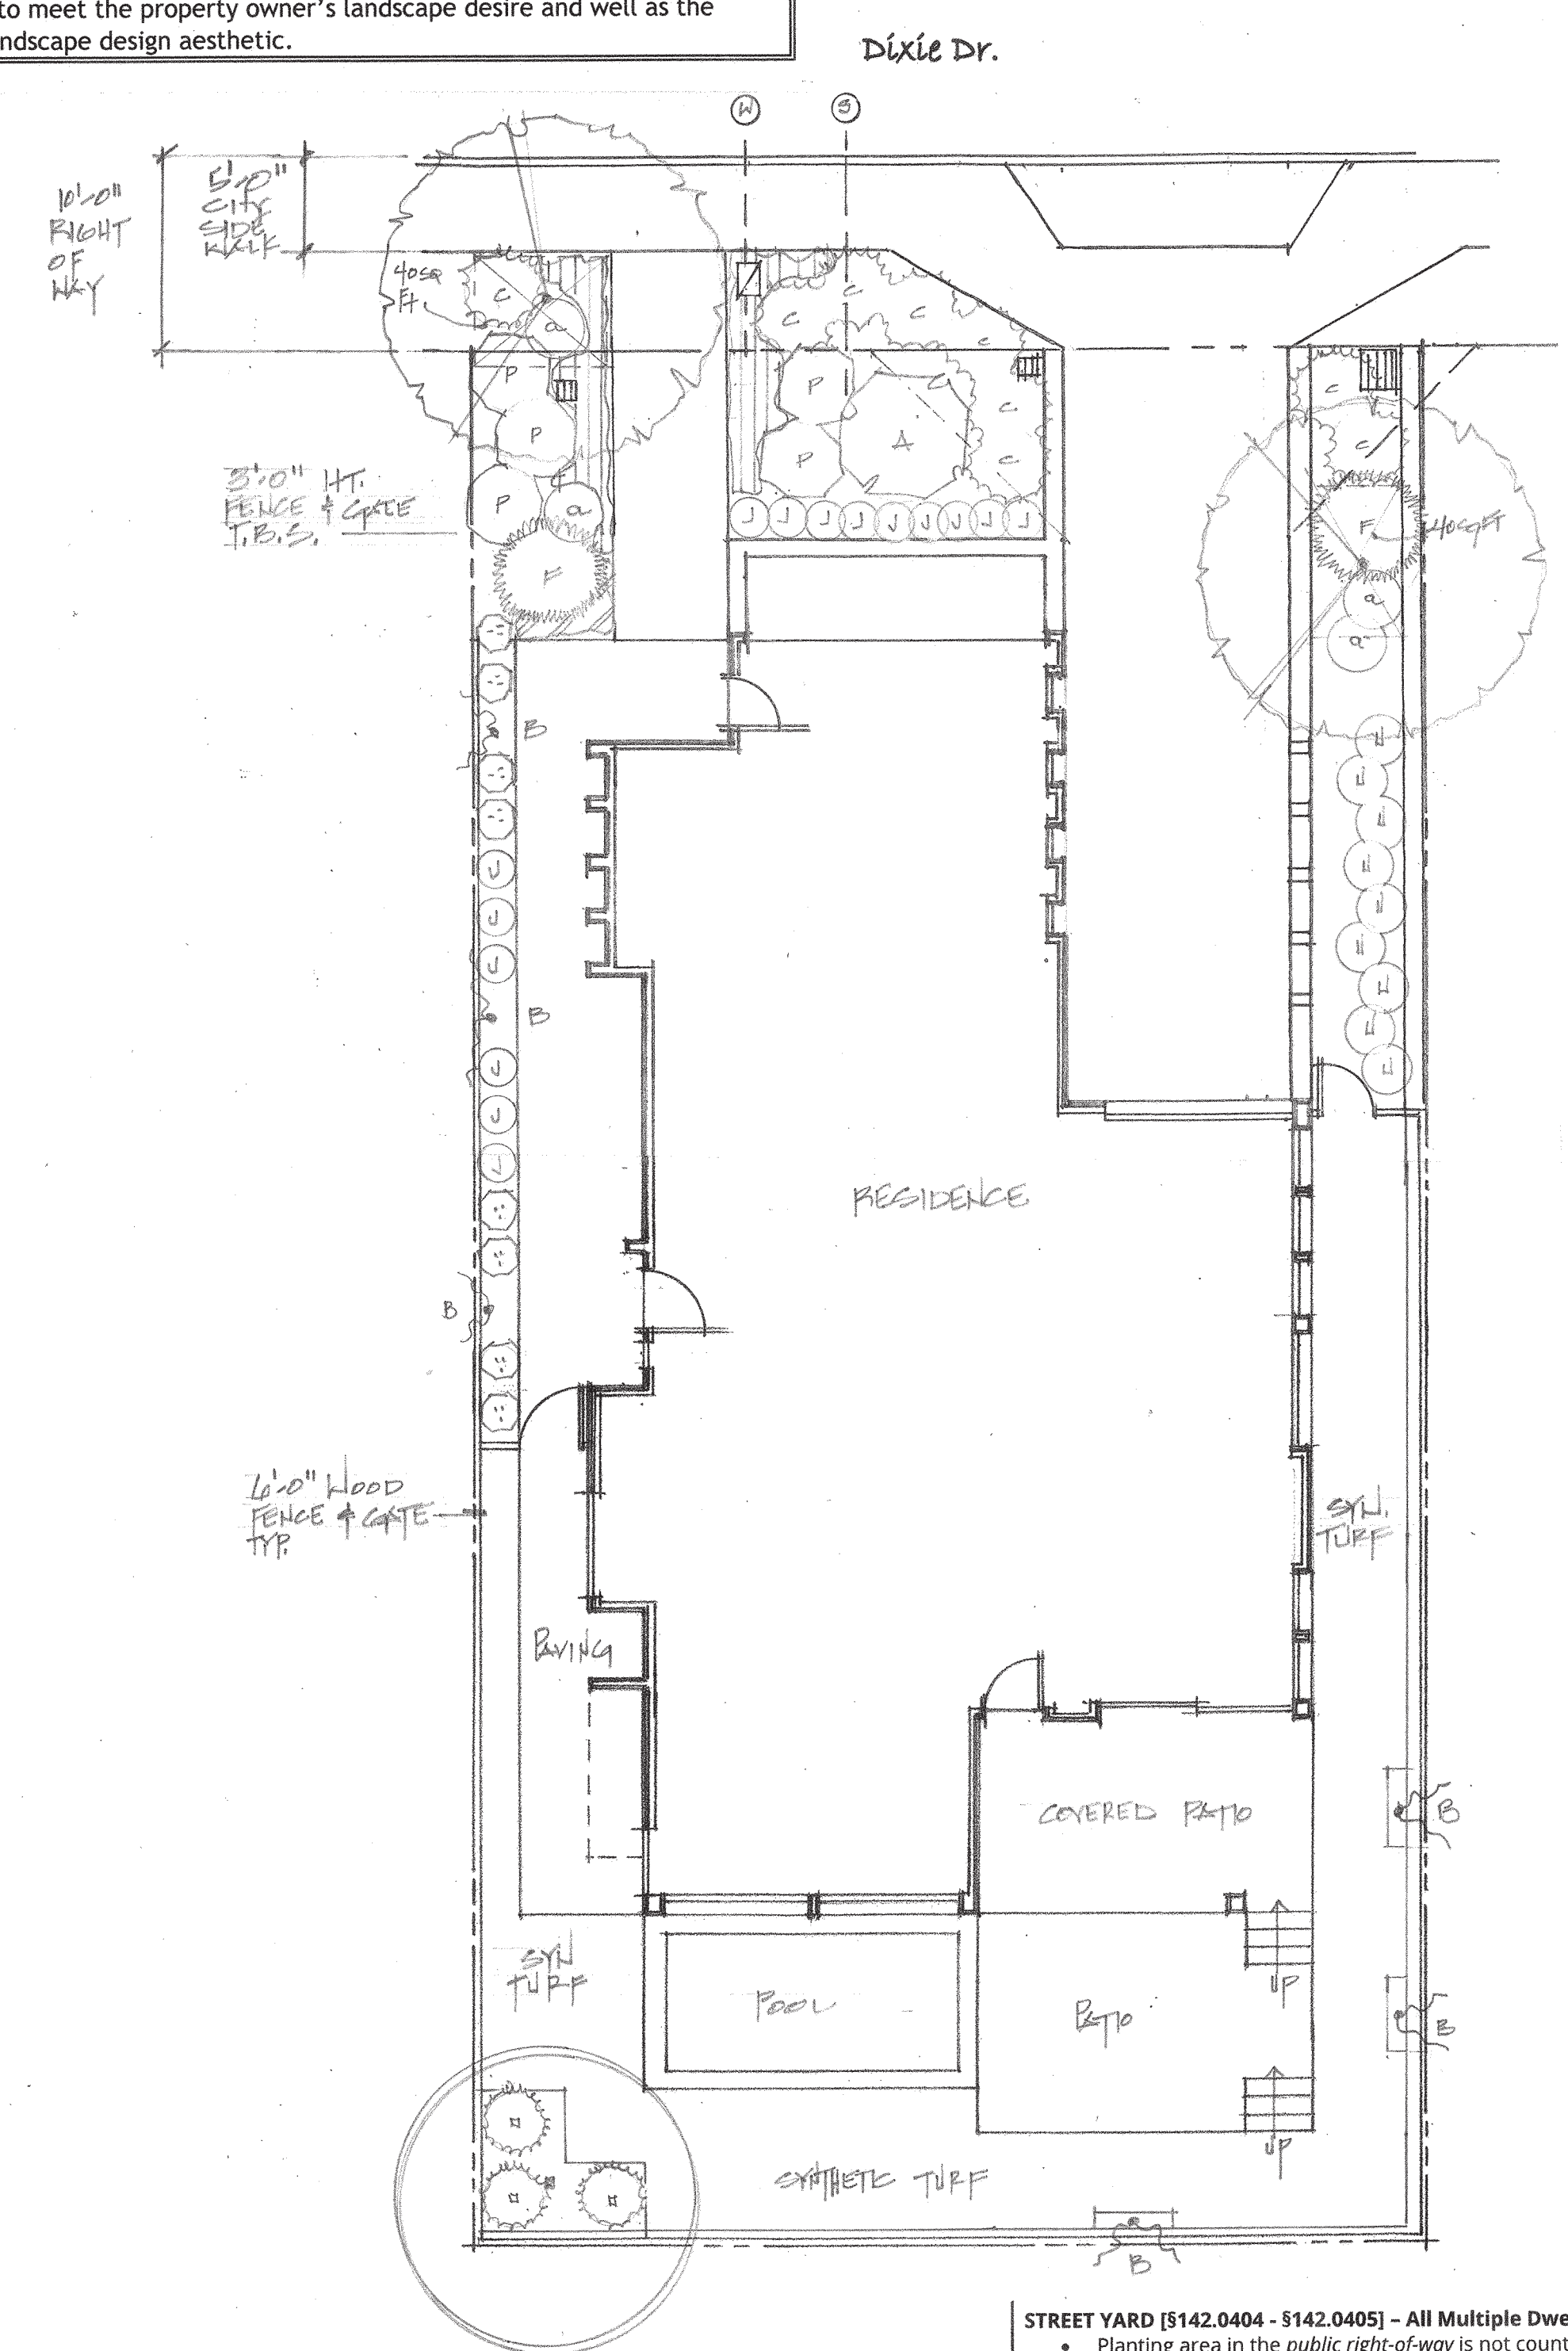 to meet the property owner’s landscape desire and well as the
ndscape design aesthetic.
Dixie Dr.
W
S
10'-0"
RIGHT
OF
WAY
5'-0"
CITY
SIDE
WALK
40 SQ
Ft.
C
a
P
P
P
a
F
C
C
C
C
C
C
P
P
A
J J J J J J J J J
C
C
F
40 SQ FT
a
a
3'-0" HT.
FENCE & GATE
T.B.S.
B
B
B
RESIDENCE
6'-0" WOOD
FENCE & GATE
TYP.
SYN.
TURF
PAVING
COVERED PATIO
B
SYN
TURF
POOL
PATIO
UP
B
UP
SYNTHETIC TURF
B
STREET YARD [§142.0404 - §142.0405] – All Multiple Dwe
• Planting area in the public right-of-way is not count